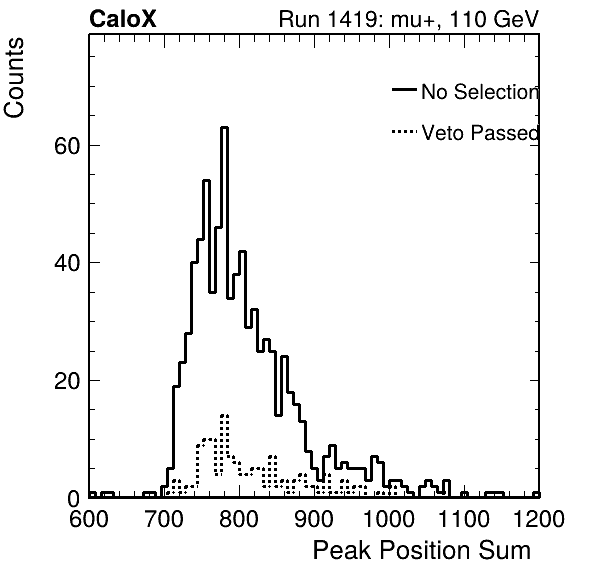 CaloX Run 1419: mu+, 110 GeV
Counts
No Selection
Veto Passed
60
40
20
0
600 700 800 900 1000 1100 1200
Peak Position Sum